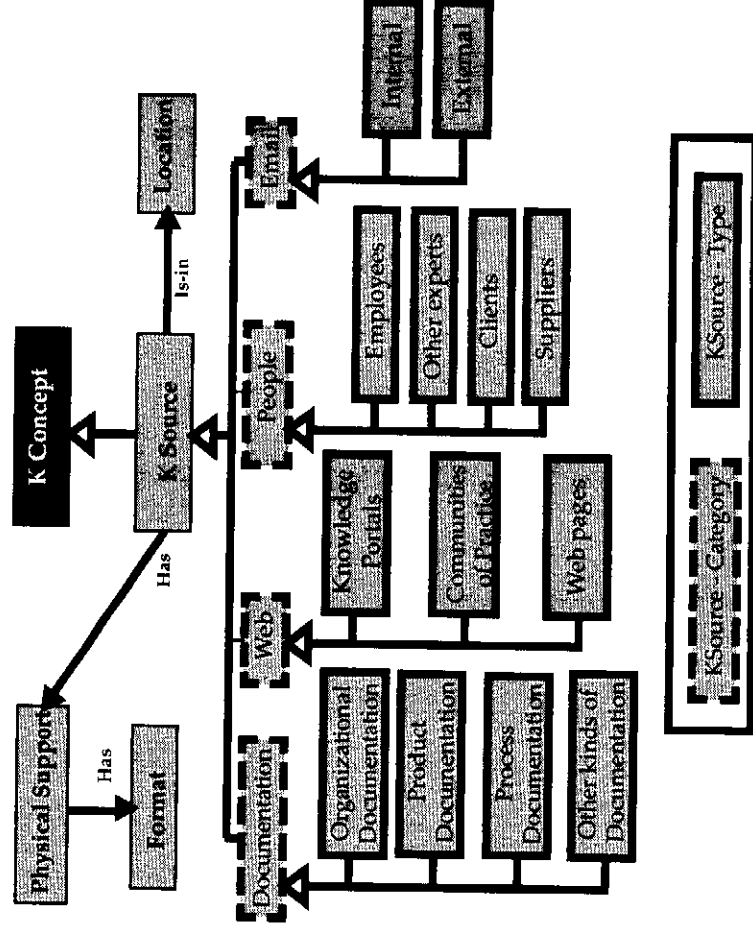 K Concept
Physical Support
Has
K Source
Is-in
Location
Has
Format
Documentation
Web
People
Email
Organizational
Documentation
Product
Documentation
Process
Documentation
Other kinds of
Documentation
Knowledge
Portals
Communities
of Practice
Web pages
Employees
Other experts
Clients
Suppliers
Internal
External
KSource - Category
KSource - Type